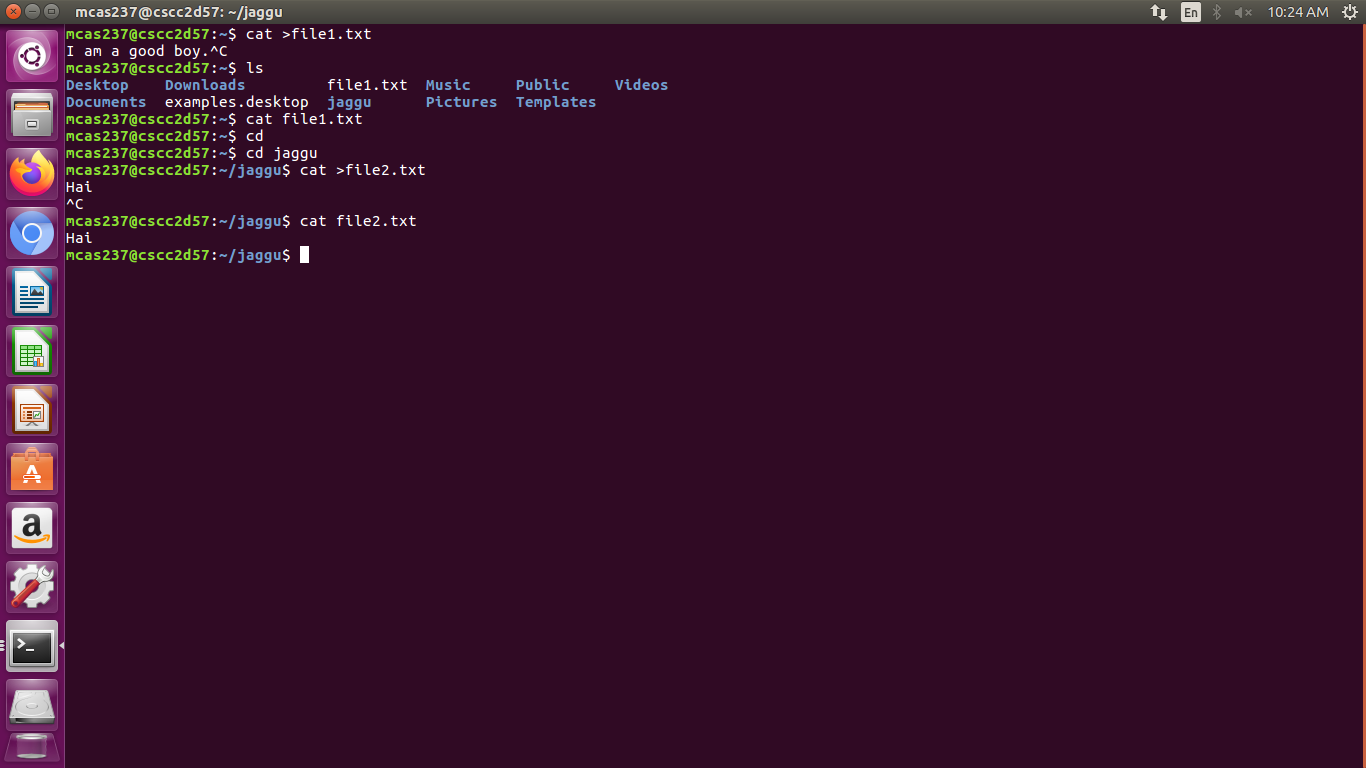 mcas237@cscc2d57: ~/jaggu
En
10:24 AM
mcas237@cscc2d57:~$ cat >file1.txt
I am a good boy.^C
mcas237@cscc2d57:~$ ls
Desktop    Downloads         file1.txt  Music     Public     Videos
Documents  examples.desktop  jaggu      Pictures  Templates
mcas237@cscc2d57:~$ cat file1.txt
mcas237@cscc2d57:~$ cd
mcas237@cscc2d57:~$ cd jaggu
mcas237@cscc2d57:~/jaggu$ cat >file2.txt
Hai
^C
mcas237@cscc2d57:~/jaggu$ cat file2.txt
Hai
mcas237@cscc2d57:~/jaggu$